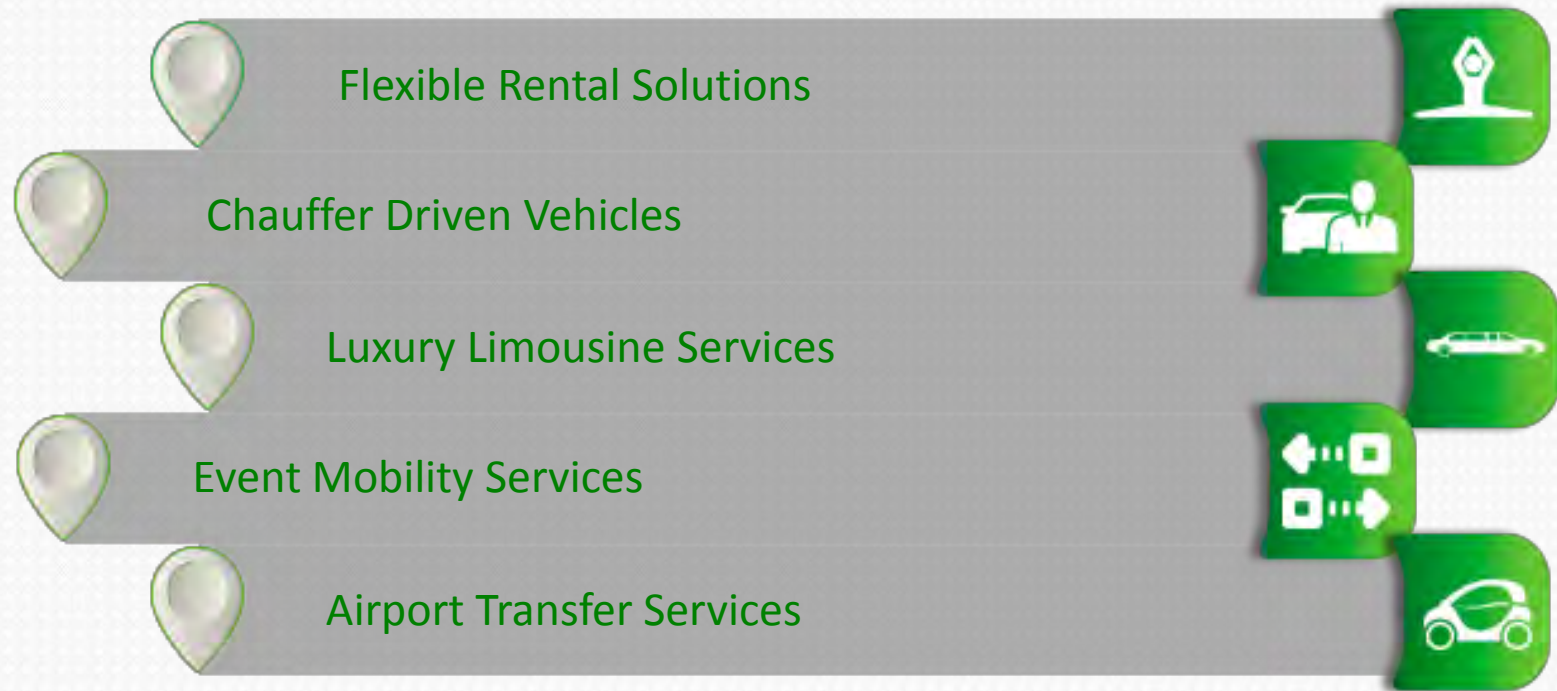 Flexible Rental Solutions
Chauffer Driven Vehicles
Luxury Limousine Services
Event Mobility Services
Airport Transfer Services